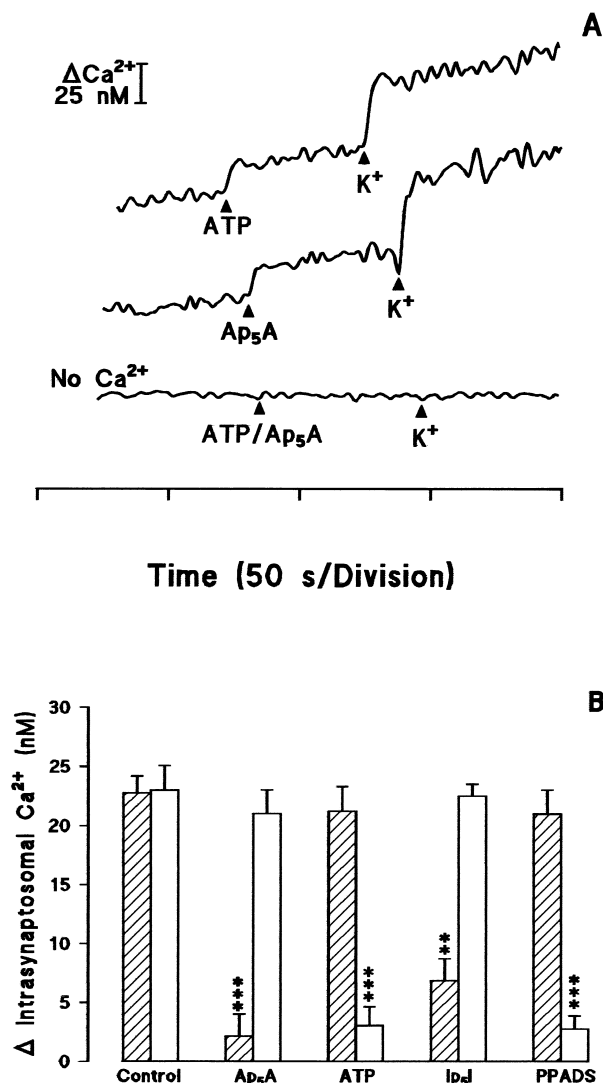 A
ΔCa²⁺
25 nM
K⁺
ATP
K⁺
Ap₅A
No Ca²⁺
ATP/Ap₅A
K⁺
Time (50 s/Division)
B
Δ Intrasynaptosomal Ca²⁺ (nM)
30
25
20
15
10
5
0
***
***
**
***
Control
Ap₅A
ATP
Ip₅I
PPADS